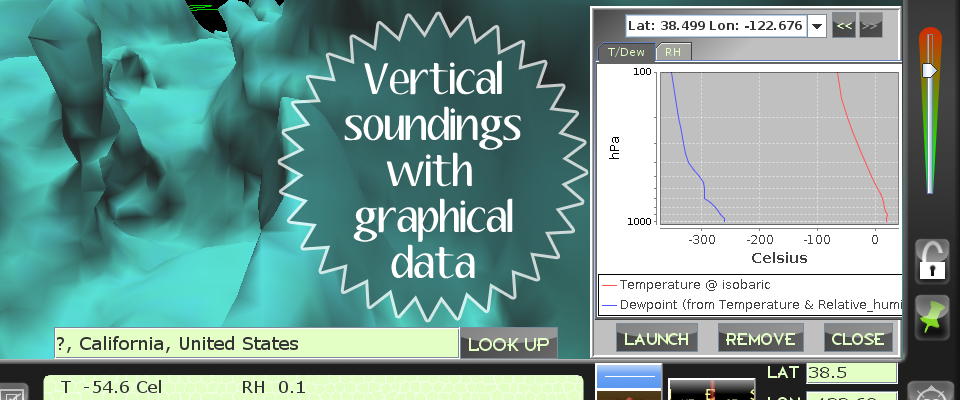 Vertical
soundings
with
graphical
data
Lat: 38.499 Lon: -122.676
<<
>>
T/Dew
RH
100
hPa
1000
-300
-200
-100
0
Celsius
Temperature @ isobaric
Dewpoint (from Temperature & Relative_humi
LAUNCH
REMOVE
CLOSE
?, California, United States
LOOK UP
T -54.6 Cel
RH 0.1
LAT
38.5
LON